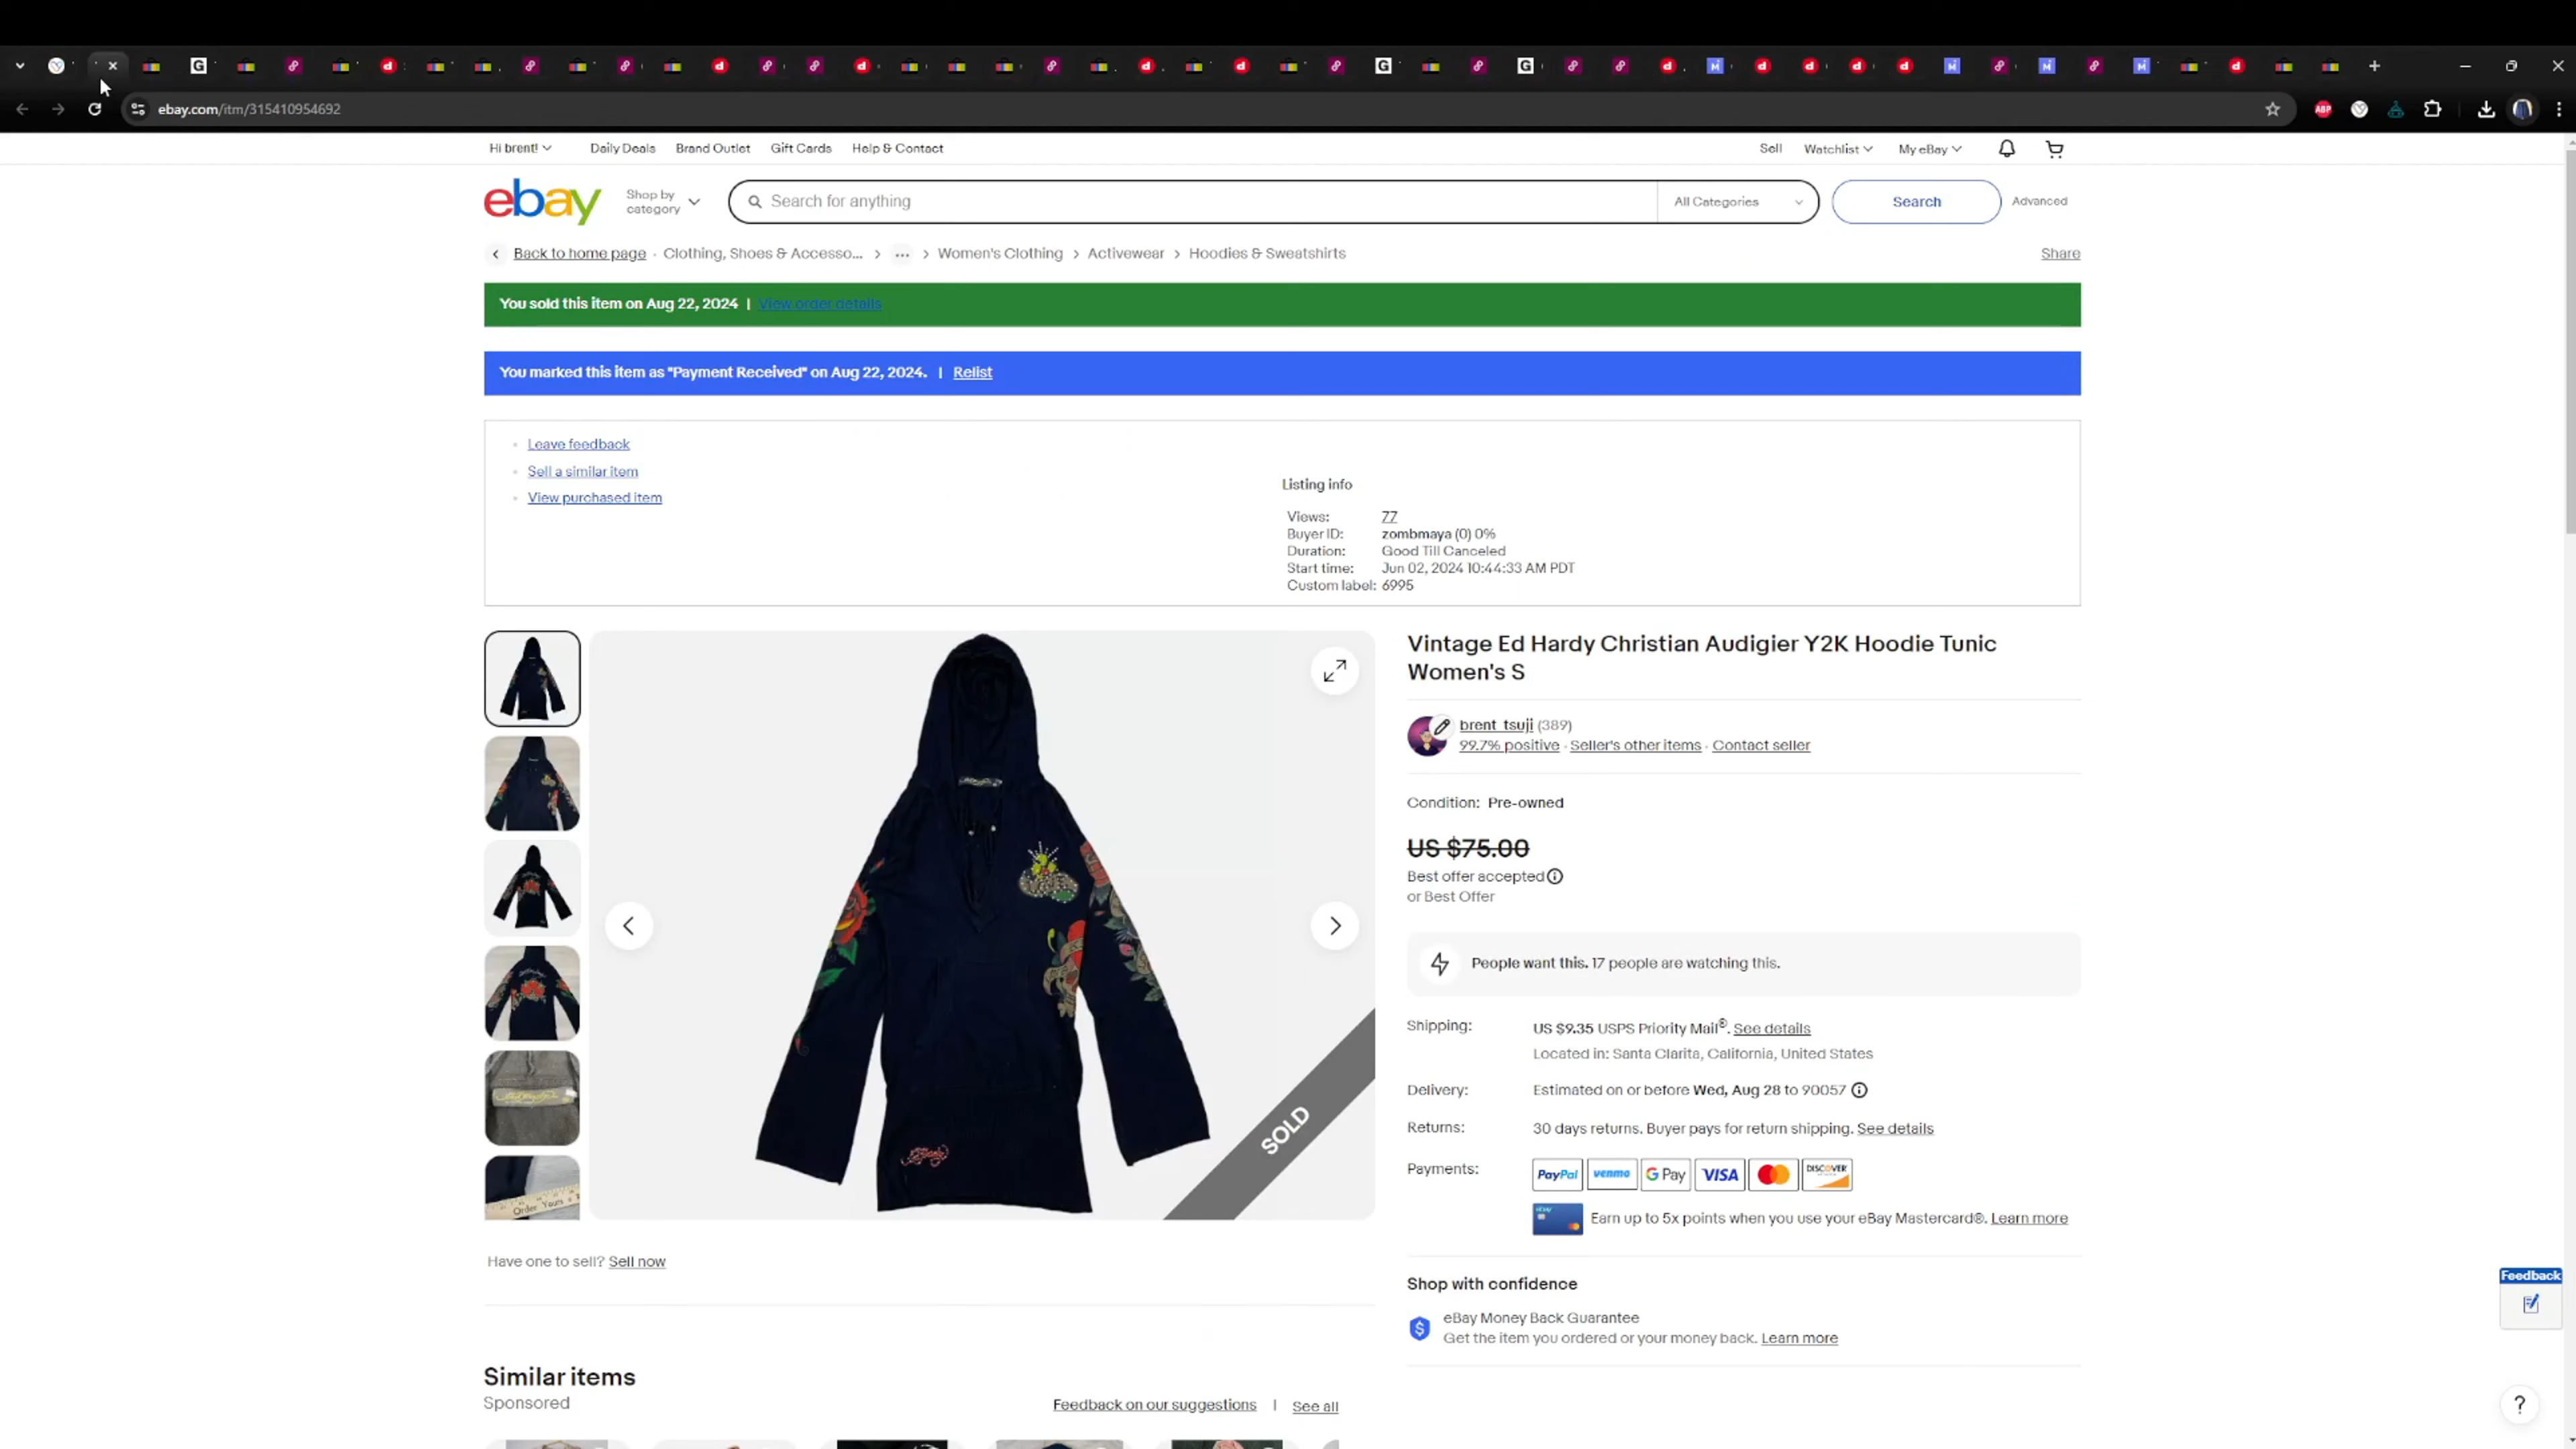 ebay.com/itm/315410954692
Hi brent! Daily Deals Brand Outlet Gift Cards Help & Contact Sell Watchlist My eBay
ebay Shop by category Search for anything All Categories Search Advanced
Back to home page · Clothing, Shoes & Accesso... > ... > Women's Clothing > Activewear > Hoodies & Sweatshirts Share
You sold this item on Aug 22, 2024 | View order details
You marked this item as "Payment Received" on Aug 22, 2024. | Relist
Leave feedback
Sell a similar item
View purchased item
Listing info
Views: 77
Buyer ID: zombmaya (0) 0%
Duration: Good Till Canceled
Start time: Jun 02, 2024 10:44:33 AM PDT
Custom label: 6995
SOLD
Order Yours
Have one to sell? Sell now
Vintage Ed Hardy Christian Audigier Y2K Hoodie Tunic
Women's S
brent_tsuji (389)
99.7% positive · Seller's other items · Contact seller
Condition: Pre-owned
US $75.00
Best offer accepted
or Best Offer
People want this. 17 people are watching this.
Shipping: US $9.35 USPS Priority Mail®. See details
Located in: Santa Clarita, California, United States
Delivery: Estimated on or before Wed, Aug 28 to 90057
Returns: 30 days returns. Buyer pays for return shipping. See details
Payments: PayPal venmo G Pay VISA DISCOVER
Earn up to 5x points when you use your eBay Mastercard®. Learn more
Shop with confidence
eBay Money Back Guarantee
Get the item you ordered or your money back. Learn more
Feedback
Similar items
Sponsored
Feedback on our suggestions | See all